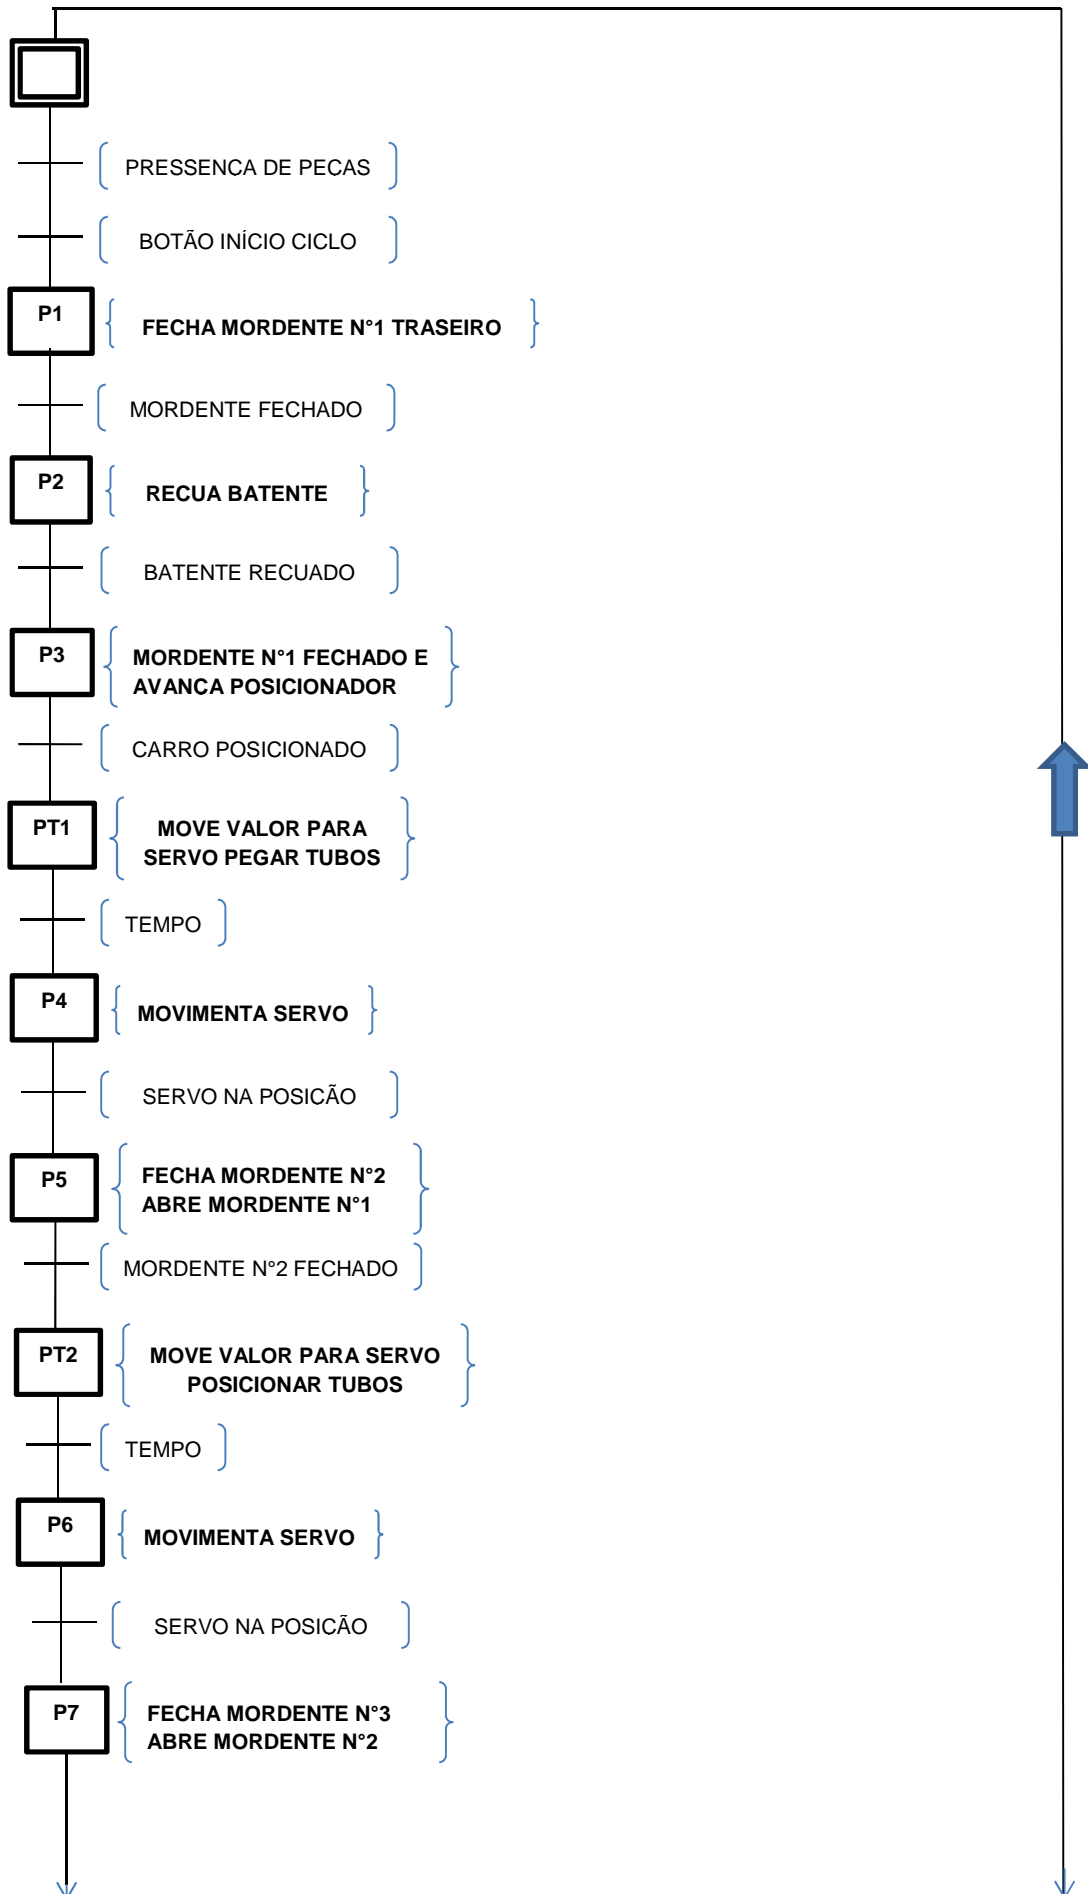 PRESSENCA DE PECAS
BOTÃO INÍCIO CICLO
P1
FECHA MORDENTE N°1 TRASEIRO
MORDENTE FECHADO
P2
RECUA BATENTE
BATENTE RECUADO
P3
MORDENTE N°1 FECHADO E
AVANCA POSICIONADOR
CARRO POSICIONADO
PT1
MOVE VALOR PARA
SERVO PEGAR TUBOS
TEMPO
P4
MOVIMENTA SERVO
SERVO NA POSICÃO
P5
FECHA MORDENTE N°2
ABRE MORDENTE N°1
MORDENTE N°2 FECHADO
PT2
MOVE VALOR PARA SERVO
POSICIONAR TUBOS
TEMPO
P6
MOVIMENTA SERVO
SERVO NA POSICÃO
P7
FECHA MORDENTE N°3
ABRE MORDENTE N°2